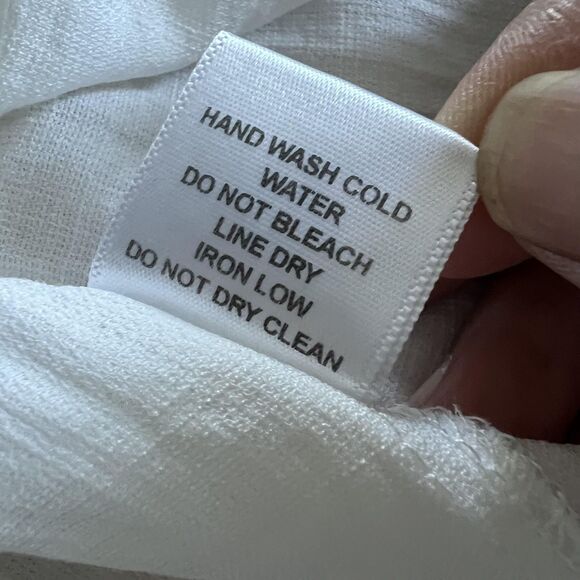 HAND WASH COLD
WATER
DO NOT BLEACH
LINE DRY
IRON LOW
DO NOT DRY CLEAN